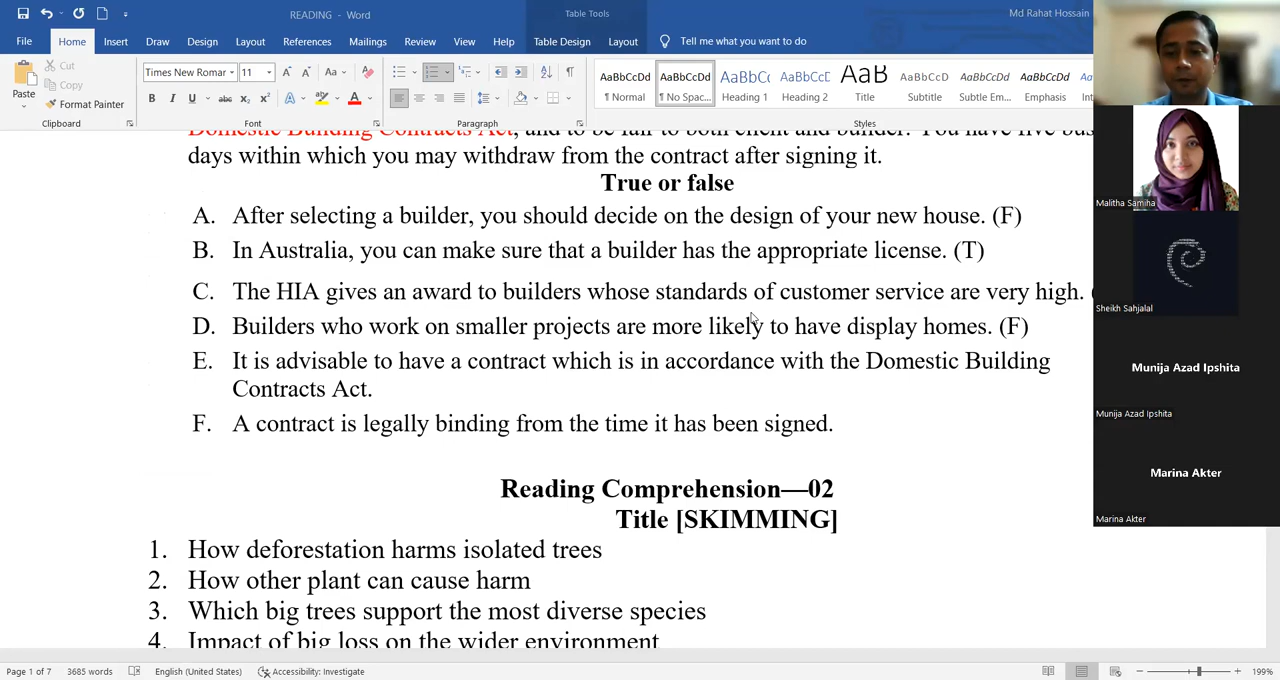 READING - Word
Table Tools
Md Rahat Hossain
File Home Insert Draw Design Layout References Mailings Review View Help Table Design Layout Tell me what you want to do
Cut
Copy
Paste
Format Painter
Times New Romar 11
Clipboard Font Paragraph Styles
AaBbCcDd AaBbCcDd AaBbCc AaBbCcD AaB AaBbCcDd AaBbCcDd AaBbCcDd
¶ Normal ¶ No Spac... Heading 1 Heading 2 Title Subtitle Subtle Em... Emphasis
Domestic Building Contracts Act, and to be fair to both client and builder. You have five bus
days within which you may withdraw from the contract after signing it.
True or false
A. After selecting a builder, you should decide on the design of your new house. (F)
B. In Australia, you can make sure that a builder has the appropriate license. (T)
C. The HIA gives an award to builders whose standards of customer service are very high. (
D. Builders who work on smaller projects are more likely to have display homes. (F)
E. It is advisable to have a contract which is in accordance with the Domestic Building
Contracts Act.
F. A contract is legally binding from the time it has been signed.
Reading Comprehension—02
Title [SKIMMING]
1. How deforestation harms isolated trees
2. How other plant can cause harm
3. Which big trees support the most diverse species
4. Impact of big loss on the wider environment
Malitha Samiha
Sheikh Sahjalal
Munija Azad Ipshita
Munija Azad Ipshita
Marina Akter
Marina Akter
Page 1 of 7 3685 words English (United States) Accessibility: Investigate 199%